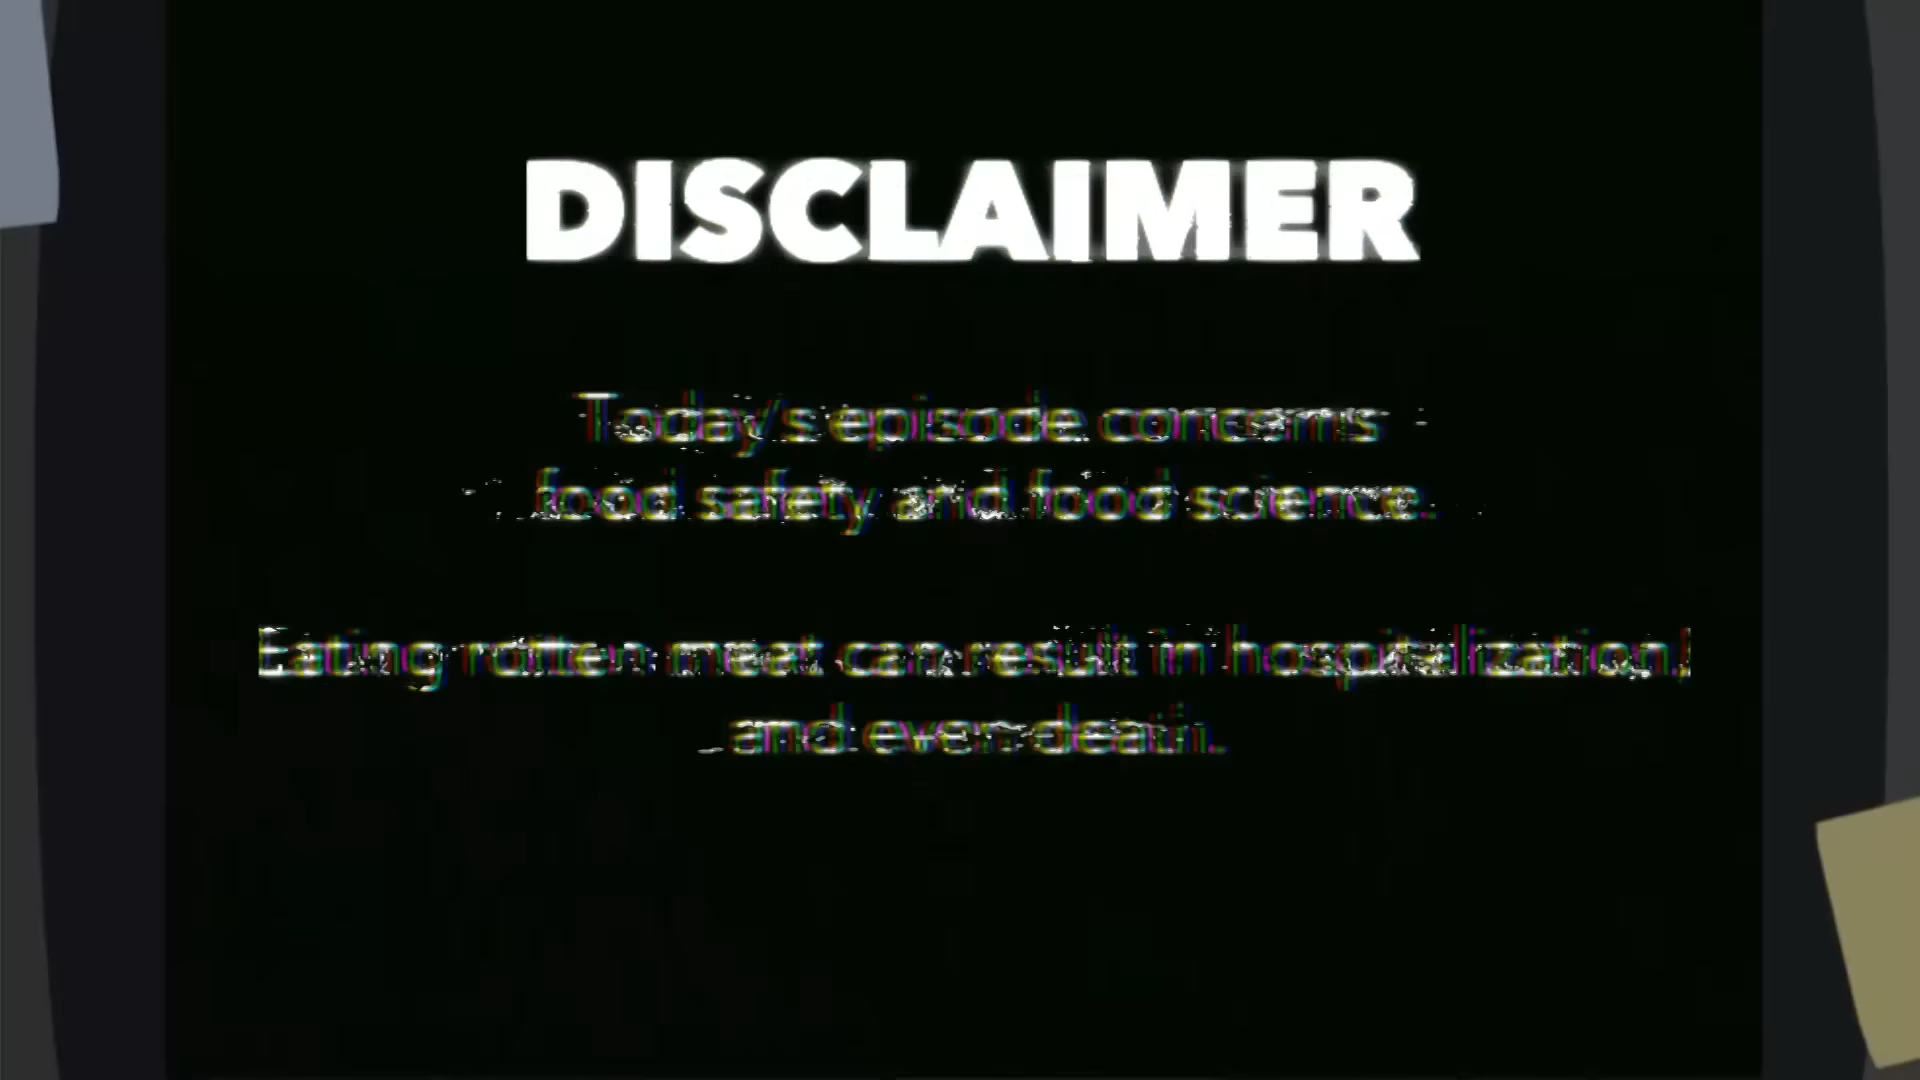 DISCLAIMER
Today's episode concerns
food safety and food science.
Eating rotten meat can result in hospitalization,
and even death.